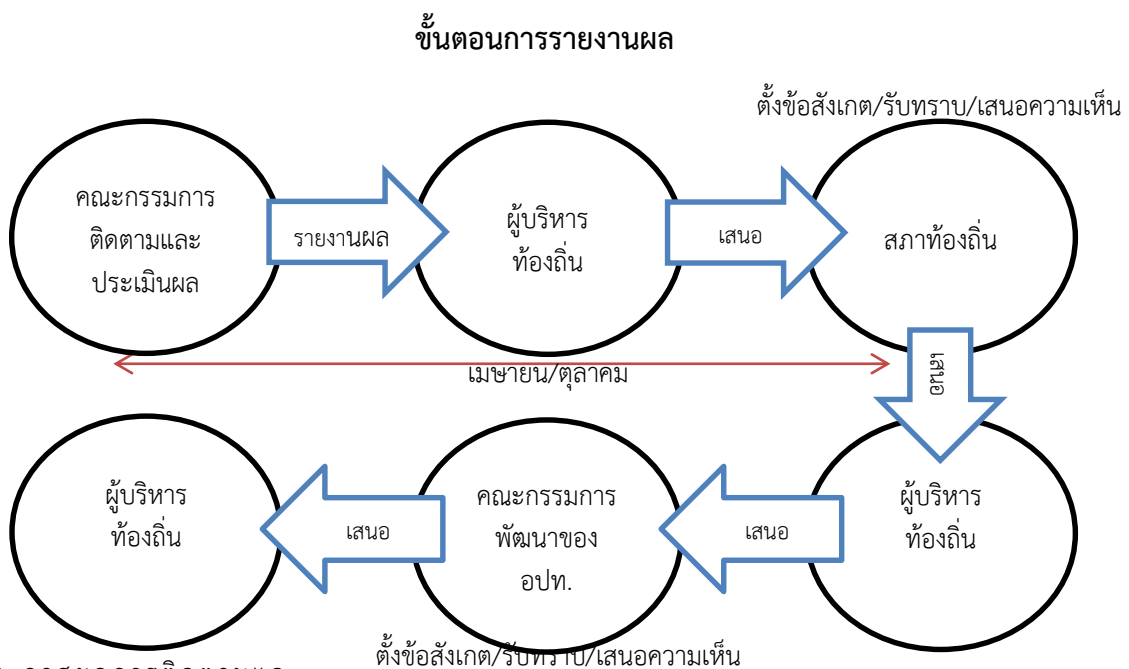 ขั้นตอนการรายงานผล
ตั้งข้อสังเกต/รับทราบ/เสนอความเห็น
คณะกรรมการ
ติดตามและ
ประเมินผล
รายงานผล
ผู้บริหาร
ท้องถิ่น
เสนอ
สภาท้องถิ่น
เมษายน/ตุลาคม
เสนอ
ผู้บริหาร
ท้องถิ่น
เสนอ
คณะกรรมการ
พัฒนาของ
อปท.
เสนอ
ผู้บริหาร
ท้องถิ่น
ตั้งข้อสังเกต/รับทราบ/เสนอความเห็น